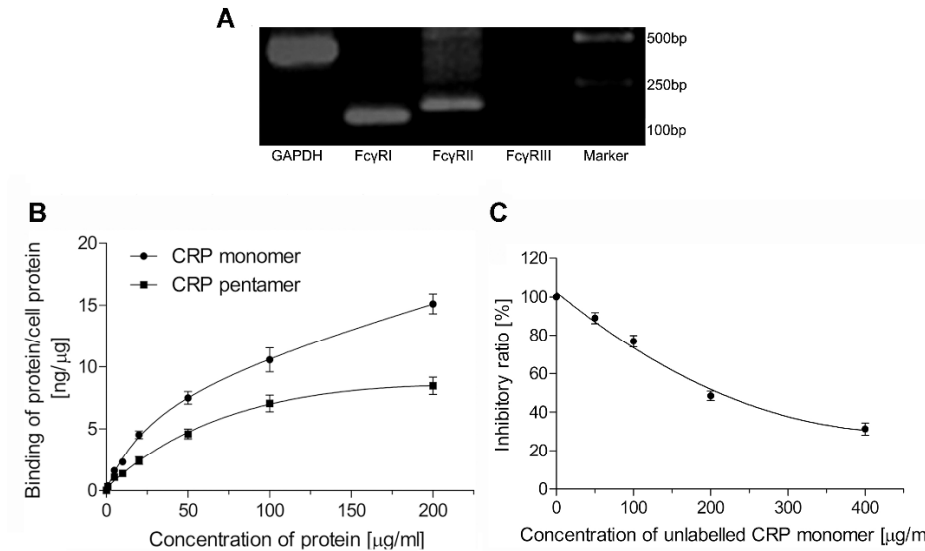 A
500bp
250bp
100bp
GAPDH FcγRI FcγRII FcγRIII Marker
B
20
15
10
5
0
Binding of protein/cell protein
[ng/µg]
CRP monomer
CRP pentamer
0 50 100 150 200
Concentration of protein [µg/ml]
C
120
100
80
60
40
20
0
Inhibitory ratio [%]
0 100 200 300 400
Concentration of unlabelled CRP monomer [µg/m